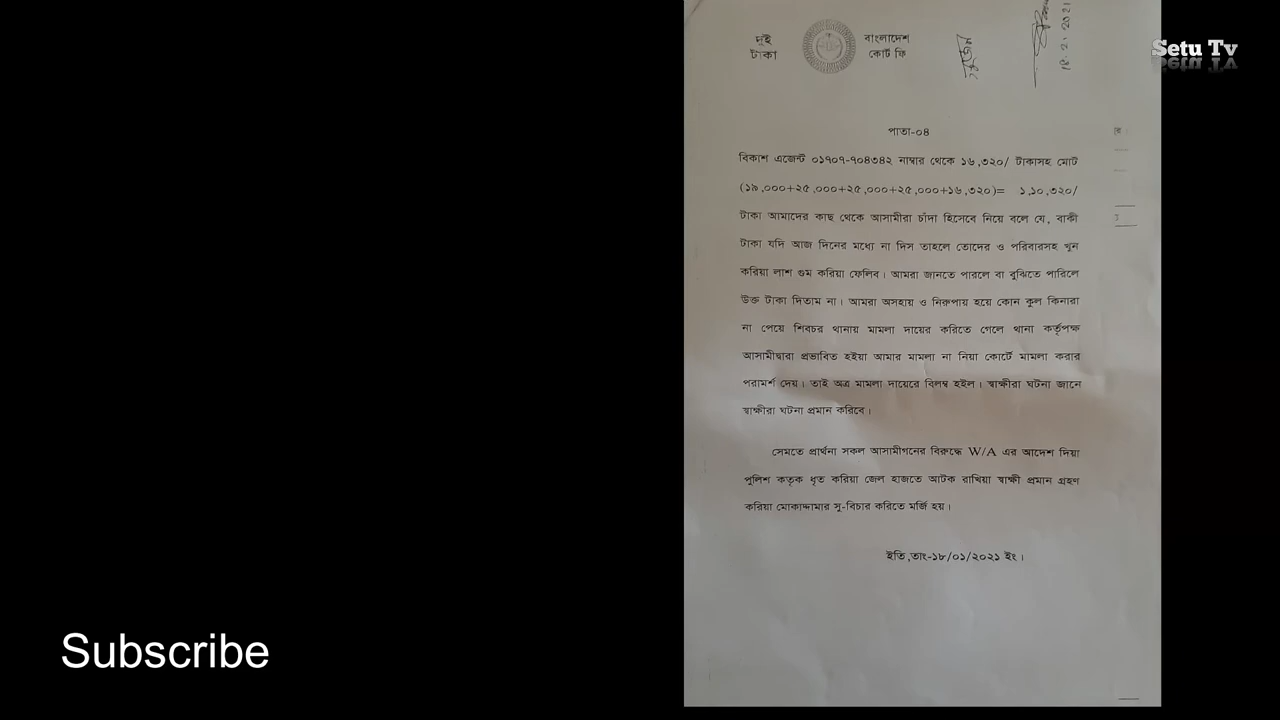 দুই
টাকা
বাংলাদেশ
কোর্ট ফি
সুজন
18.2.2021
Setu Tv
পাতা-০৪
বিকাশ এজেন্ট ০১৭০৭-৭০৪৩৪২ নাম্বার থেকে ১৬,৩২০/ টাকাসহ মোট
(১৯,০০০+২৫,০০০+২৫,০০০+২৫,০০০+১৬,৩২০)= ১,১০,৩২০/
টাকা আমাদের কাছ থেকে আসামীরা চাঁদা হিসেবে নিয়ে বলে যে, বাকী
টাকা যদি আজ দিনের মধ্যে না দিস তাহলে তোদের ও পরিবারসহ খুন
করিয়া লাশ গুম করিয়া ফেলিব। আমরা জানতে পারলে বা বুঝিতে পারিলে
উক্ত টাকা দিতাম না। আমরা অসহায় ও নিরুপায় হয়ে কোন কুল কিনারা
না পেয়ে শিবচর থানায় মামলা দায়ের করিতে গেলে থানা কর্তৃপক্ষ
আসামীদ্বারা প্রভাবিত হইয়া আমার মামলা না নিয়া কোর্টে মামলা করার
পরামর্শ দেয়। তাই অত্র মামলা দায়েরে বিলম্ব হইল। স্বাক্ষীরা ঘটনা জানে
স্বাক্ষীরা ঘটনা প্রমান করিবে।
সেমতে প্রার্থনা সকল আসামীগনের বিরুদ্ধে W/A এর আদেশ দিয়া
পুলিশ কতৃক ধৃত করিয়া জেল হাজতে আটক রাখিয়া স্বাক্ষী প্রমান গ্রহণ
করিয়া মোকাদ্দামার সু-বিচার করিতে মর্জি হয়।
ইতি,তাং-১৮/০১/২০২১ ইং।
Subscribe